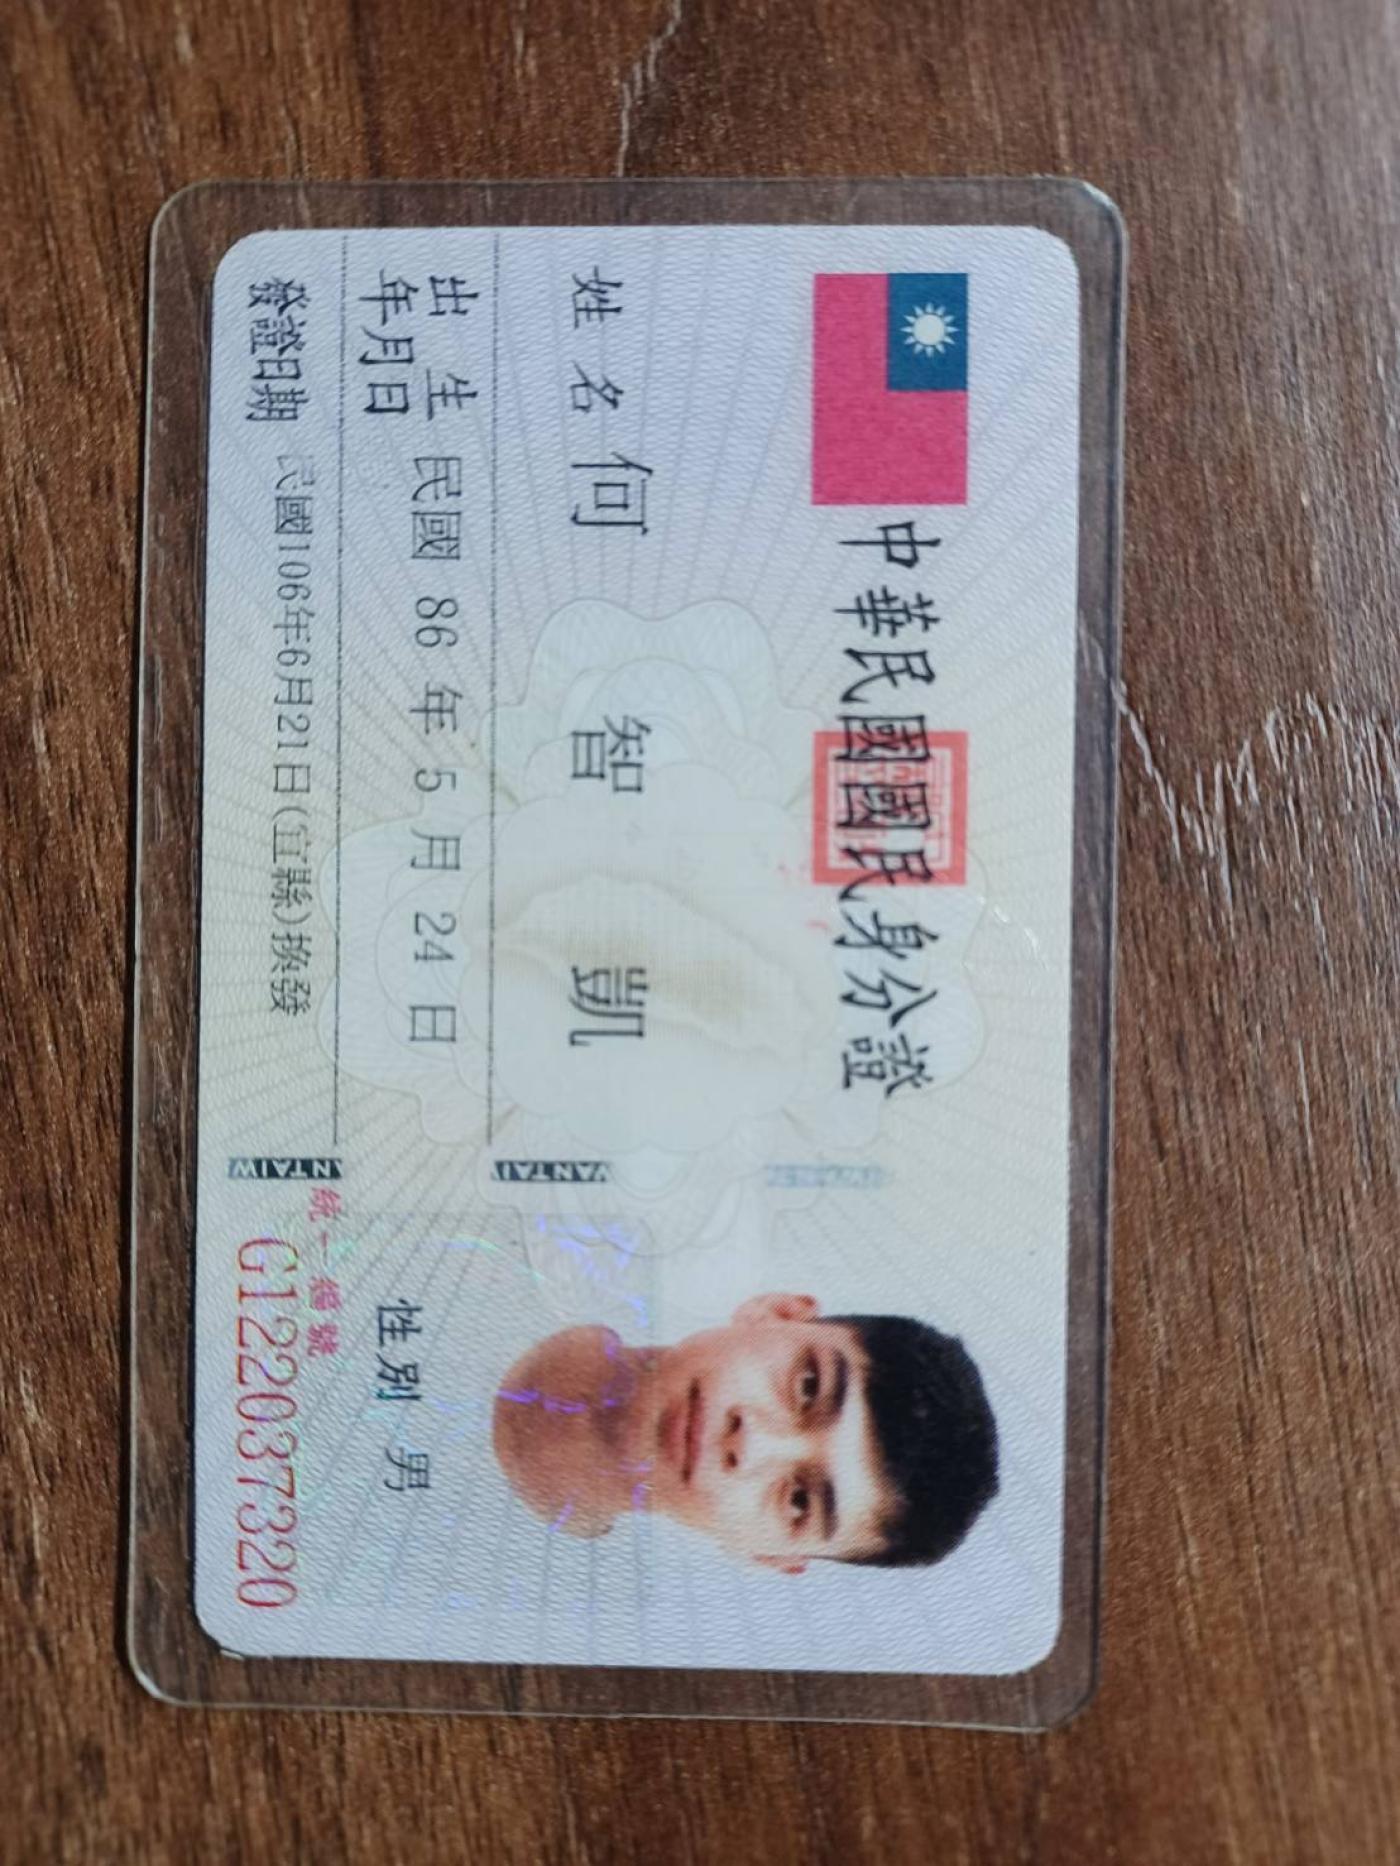 中華民國國民身分證
姓名 何智凱
出生年月日 民國 86 年 5 月 24 日
發證日期 民國106年6月21日(宜縣)換發
性別 男
統一編號
G122037320
TAIWAN